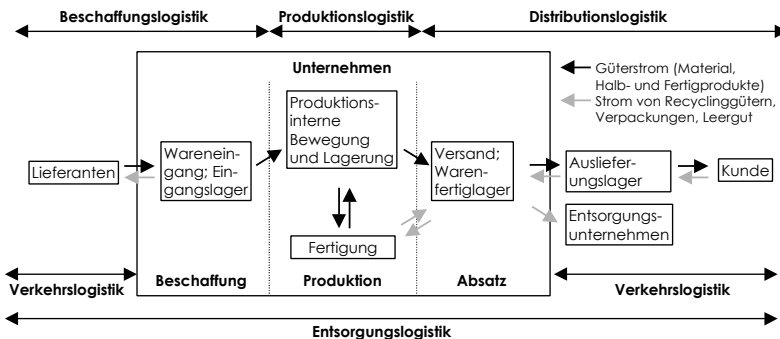 Beschaffungslogistik
Produktionslogistik
Distributionslogistik
Unternehmen
Güterstrom (Material,
Halb- und Fertigprodukte)
Strom von Recyclinggütern,
Verpackungen, Leergut
Lieferanten
Wareneingang-
gang; Ein-
gangslager
Produktions-
interne
Bewegung
und Lagerung
Versand;
Waren-
fertiglager
Ausliefer-
ungslager
Kunde
Fertigung
Entsorgungs-
unternehmen
Verkehrslogistik
Beschaffung
Produktion
Absatz
Verkehrslogistik
Entsorgungslogistik